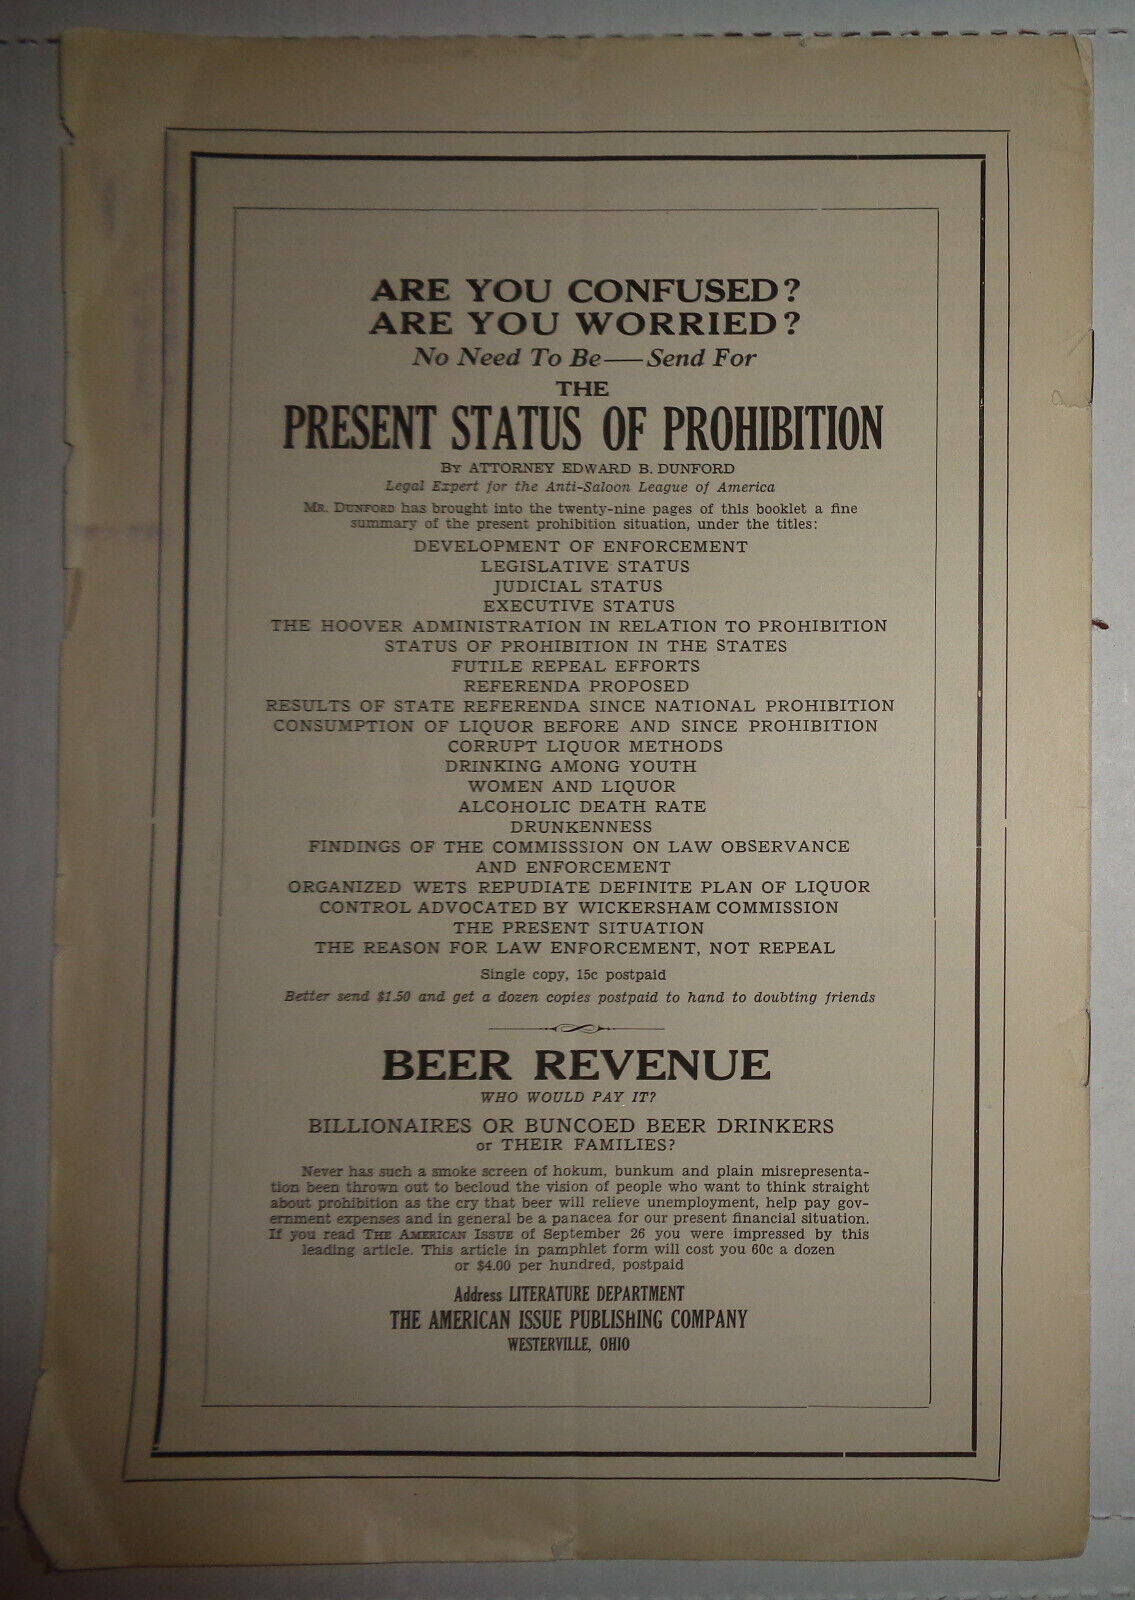 ARE YOU CONFUSED?
ARE YOU WORRIED?
No Need To Be—Send For
THE
PRESENT STATUS OF PROHIBITION
BY ATTORNEY EDWARD B. DUNFORD
Legal Expert for the Anti-Saloon League of America
MR. DUNFORD has brought into the twenty-nine pages of this booklet a fine
summary of the present prohibition situation, under the titles:
DEVELOPMENT OF ENFORCEMENT
LEGISLATIVE STATUS
JUDICIAL STATUS
EXECUTIVE STATUS
THE HOOVER ADMINISTRATION IN RELATION TO PROHIBITION
STATUS OF PROHIBITION IN THE STATES
FUTILE REPEAL EFFORTS
REFERENDA PROPOSED
RESULTS OF STATE REFERENDA SINCE NATIONAL PROHIBITION
CONSUMPTION OF LIQUOR BEFORE AND SINCE PROHIBITION
CORRUPT LIQUOR METHODS
DRINKING AMONG YOUTH
WOMEN AND LIQUOR
ALCOHOLIC DEATH RATE
DRUNKENNESS
FINDINGS OF THE COMMISSSION ON LAW OBSERVANCE
AND ENFORCEMENT
ORGANIZED WETS REPUDIATE DEFINITE PLAN OF LIQUOR
CONTROL ADVOCATED BY WICKERSHAM COMMISSION
THE PRESENT SITUATION
THE REASON FOR LAW ENFORCEMENT, NOT REPEAL
Single copy, 15c postpaid
Better send $1.50 and get a dozen copies postpaid to hand to doubting friends
BEER REVENUE
WHO WOULD PAY IT?
BILLIONAIRES OR BUNCOED BEER DRINKERS
or THEIR FAMILIES?
Never has such a smoke screen of hokum, bunkum and plain misrepresenta-
tion been thrown out to becloud the vision of people who want to think straight
about prohibition as the cry that beer will relieve unemployment, help pay gov-
ernment expenses and in general be a panacea for our present financial situation.
If you read THE AMERICAN ISSUE of September 26 you were impressed by this
leading article. This article in pamphlet form will cost you 60c a dozen
or $4.00 per hundred, postpaid
Address LITERATURE DEPARTMENT
THE AMERICAN ISSUE PUBLISHING COMPANY
WESTERVILLE, OHIO